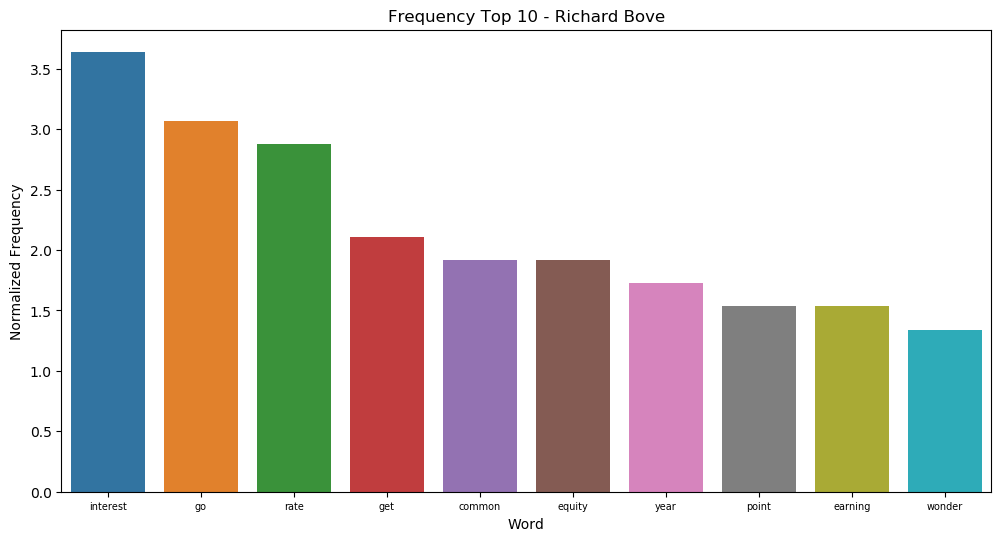 Frequency Top 10 - Richard Bove
Normalized Frequency
3.5
3.0
2.5
2.0
1.5
1.0
0.5
0.0
interest go rate get common equity year point earning wonder
Word